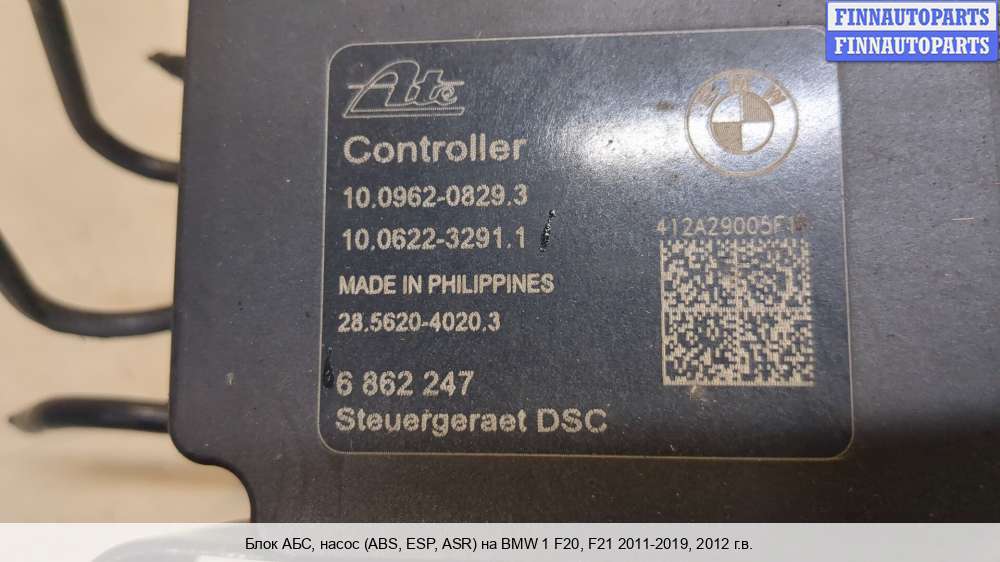 FINNAUTOPARTS
FINNAUTOPARTS
Ate
BMW
Controller
10.0962-0829.3
10.0622-3291.1
412A29005F1
MADE IN PHILIPPINES
28.5620-4020.3
6 862 247
Steuergeraet DSC
Блок АБС, насос (ABS, ESP, ASR) на BMW 1 F20, F21 2011-2019, 2012 г.в.